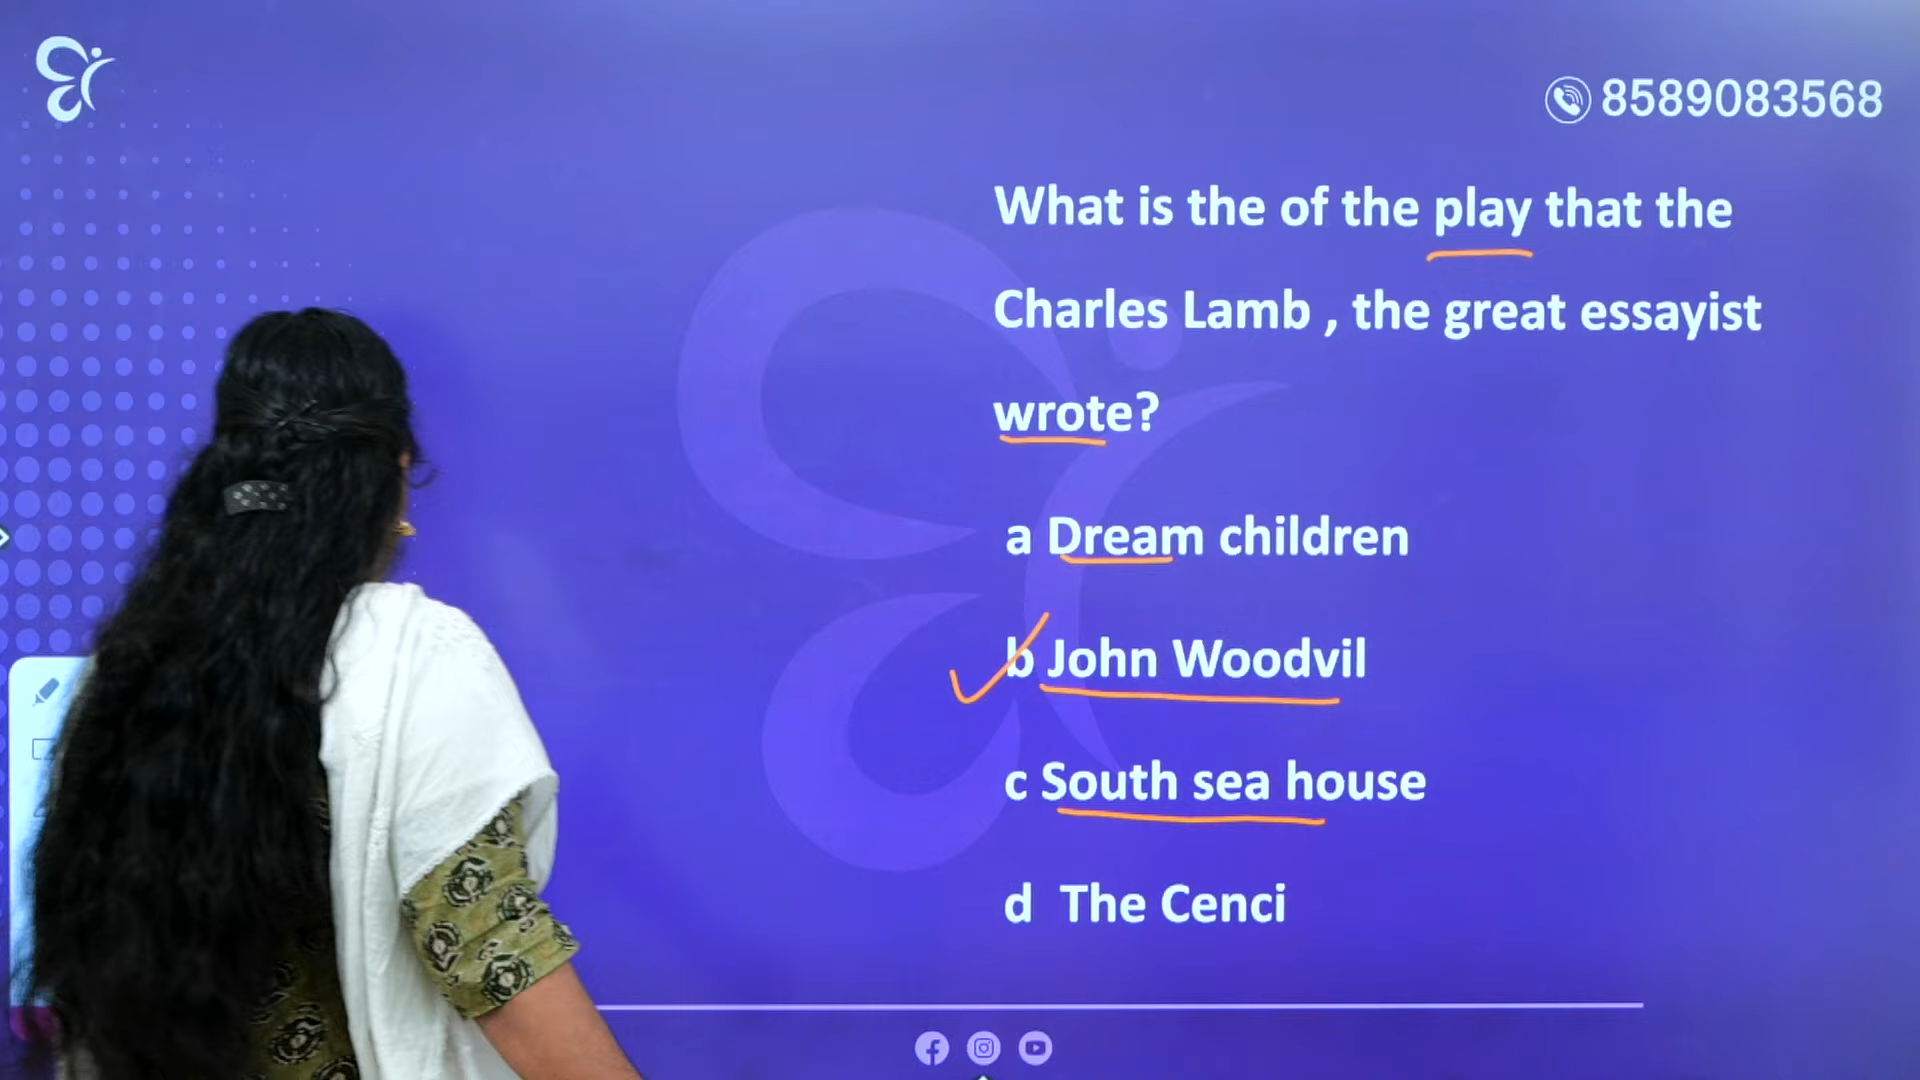 8589083568
What is the of the play that the
Charles Lamb , the great essayist
wrote?
a Dream children
b John Woodvil
c South sea house
d The Cenci